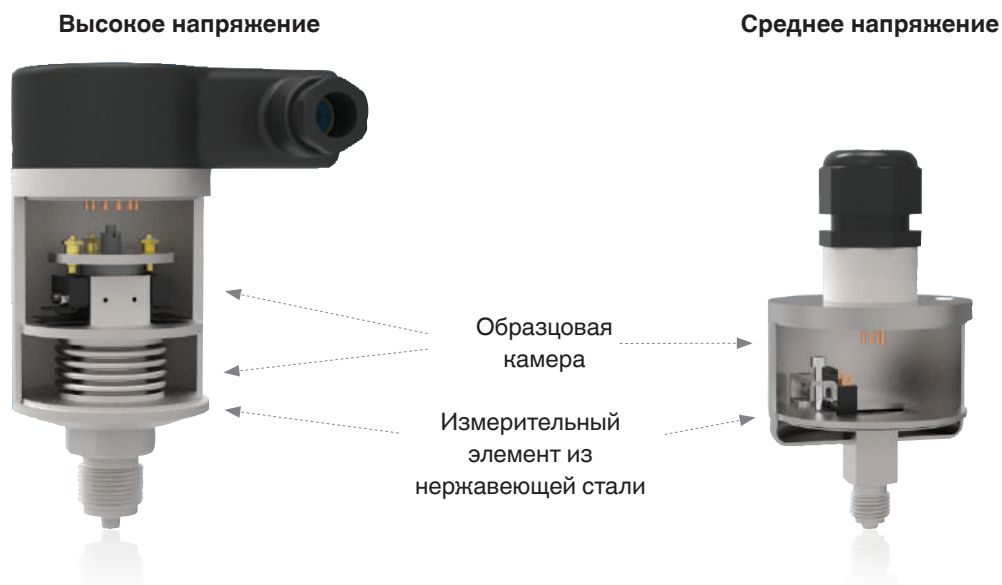 Высокое напряжение
Среднее напряжение
Образцовая
камера
Измерительный
элемент из
нержавеющей стали